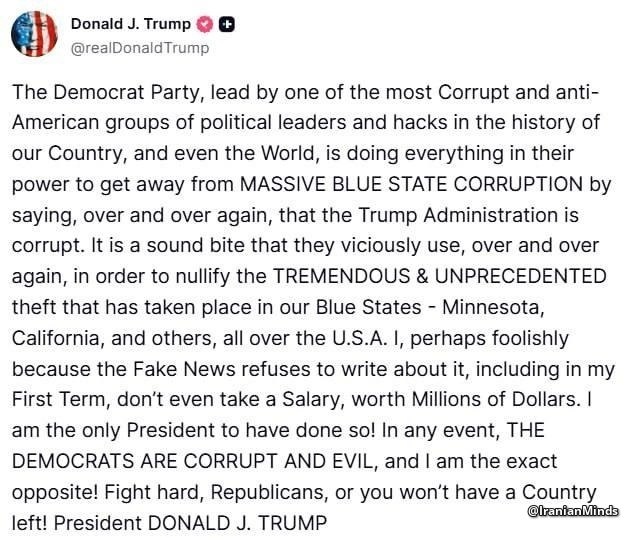 Donald J. Trump
@realDonaldTrump
The Democrat Party, lead by one of the most Corrupt and anti-
American groups of political leaders and hacks in the history of
our Country, and even the World, is doing everything in their
power to get away from MASSIVE BLUE STATE CORRUPTION by
saying, over and over again, that the Trump Administration is
corrupt. It is a sound bite that they viciously use, over and over
again, in order to nullify the TREMENDOUS & UNPRECEDENTED
theft that has taken place in our Blue States - Minnesota,
California, and others, all over the U.S.A. I, perhaps foolishly
because the Fake News refuses to write about it, including in my
First Term, don’t even take a Salary, worth Millions of Dollars. I
am the only President to have done so! In any event, THE
DEMOCRATS ARE CORRUPT AND EVIL, and I am the exact
opposite! Fight hard, Republicans, or you won’t have a Country
left! President DONALD J. TRUMP
@IranianMinds